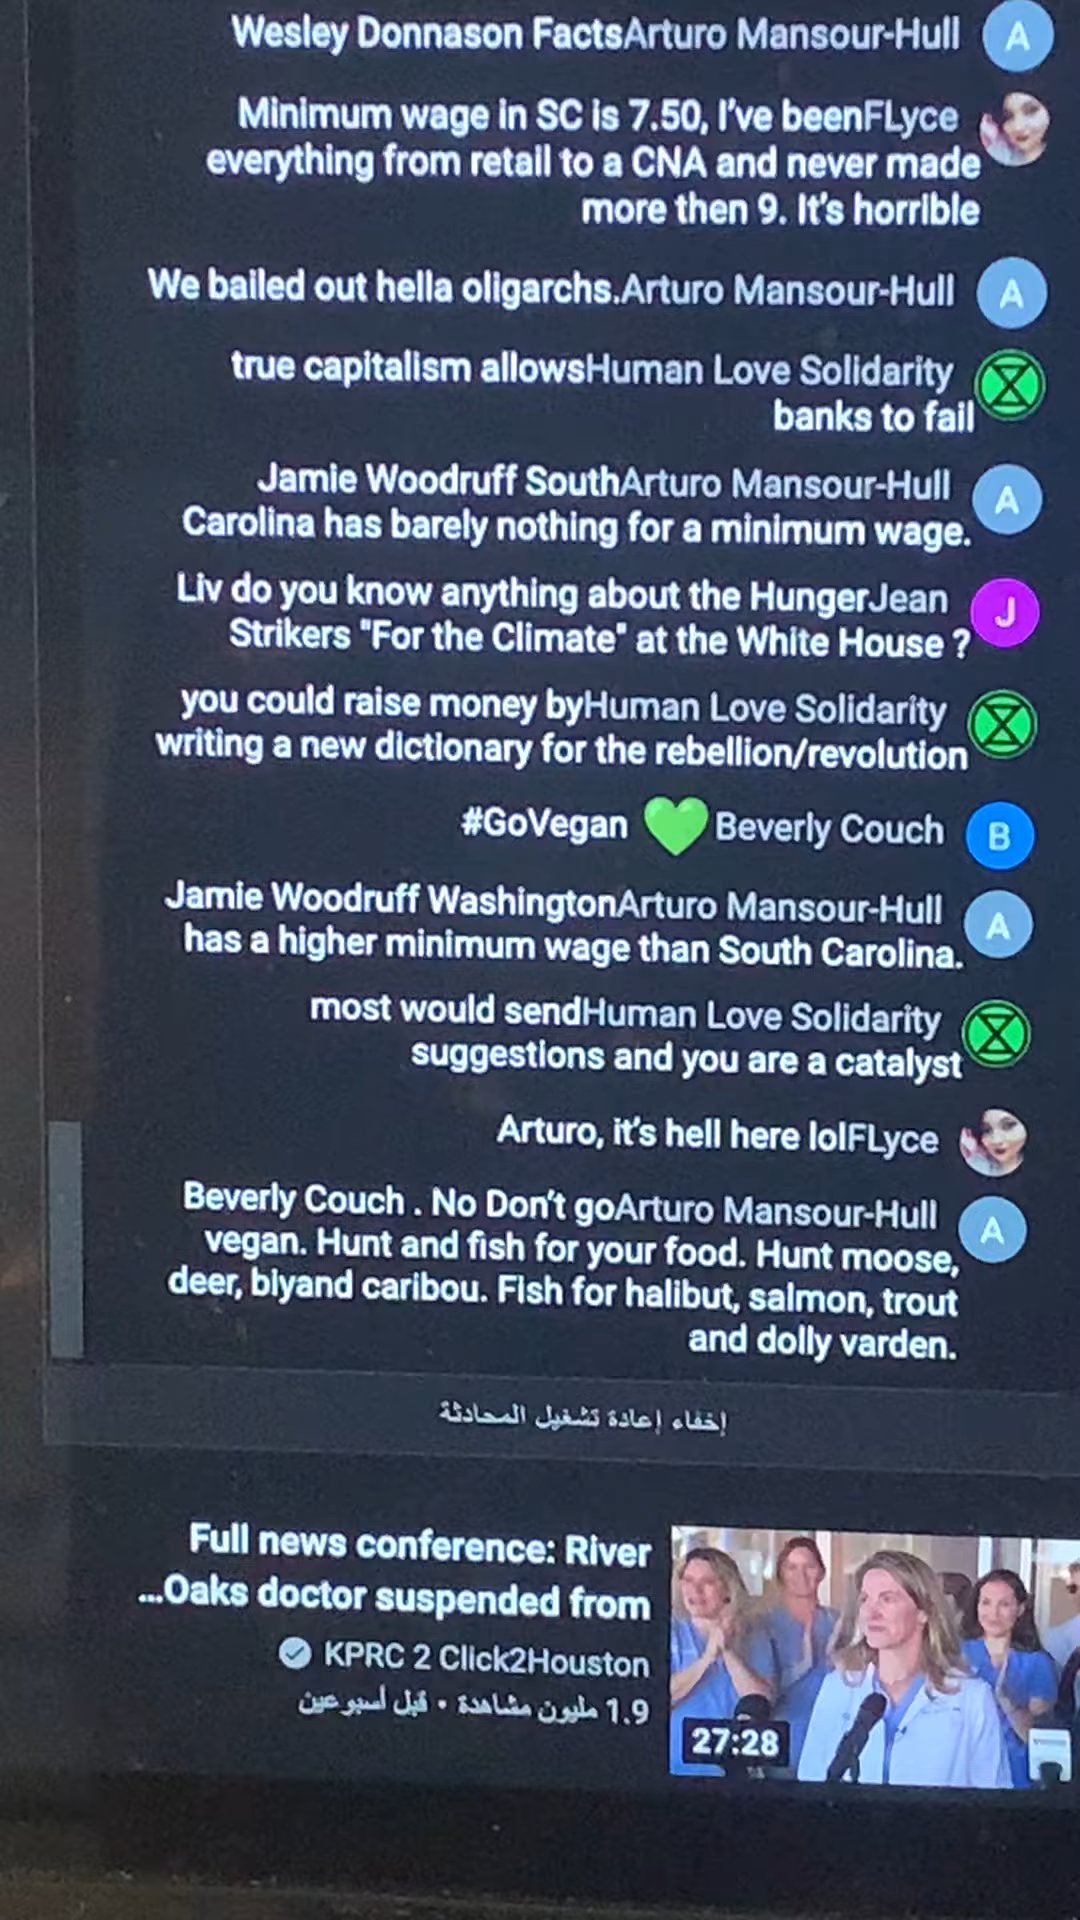 Wesley Donnason FactsArturo Mansour-Hull
A
Minimum wage in SC is 7.50, I've beenFLyce
everything from retail to a CNA and never made
more then 9. It's horrible
We bailed out hella oligarchs.Arturo Mansour-Hull
A
true capitalism allowsHuman Love Solidarity
banks to fail
Jamie Woodruff SouthArturo Mansour-Hull
A
Carolina has barely nothing for a minimum wage.
Liv do you know anything about the HungerJean
J
Strikers "For the Climate" at the White House ?
you could raise money byHuman Love Solidarity
writing a new dictionary for the rebellion/revolution
#GoVegan 💚 Beverly Couch
B
Jamie Woodruff WashingtonArturo Mansour-Hull
A
has a higher minimum wage than South Carolina.
most would sendHuman Love Solidarity
suggestions and you are a catalyst
Arturo, it's hell here lolFLyce
Beverly Couch . No Don't goArturo Mansour-Hull
A
vegan. Hunt and fish for your food. Hunt moose,
deer, biyand caribou. Fish for halibut, salmon, trout
and dolly varden.
إخفاء إعادة تشغيل المحادثة
Full news conference: River
...Oaks doctor suspended from
KPRC 2 Click2Houston
1.9 مليون مشاهدة • قبل أسبوعين
27:28